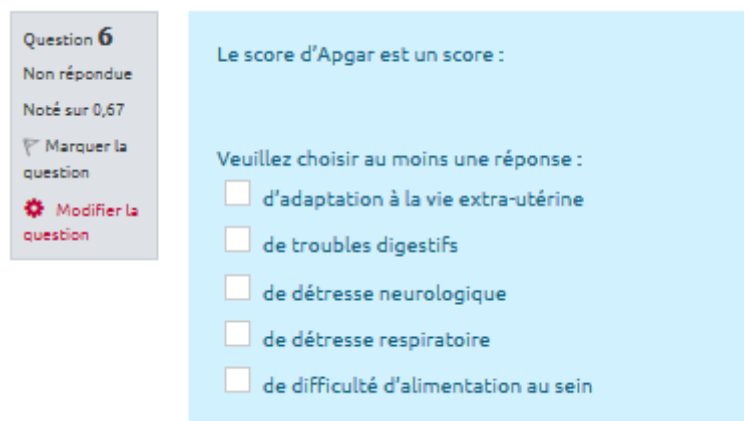 Question 6
Non répondue
Noté sur 0,67
Marquer la
question
Modifier la
question
Le score d'Apgar est un score :
Veuillez choisir au moins une réponse :
d'adaptation à la vie extra-utérine
de troubles digestifs
de détresse neurologique
de détresse respiratoire
de difficulté d'alimentation au sein